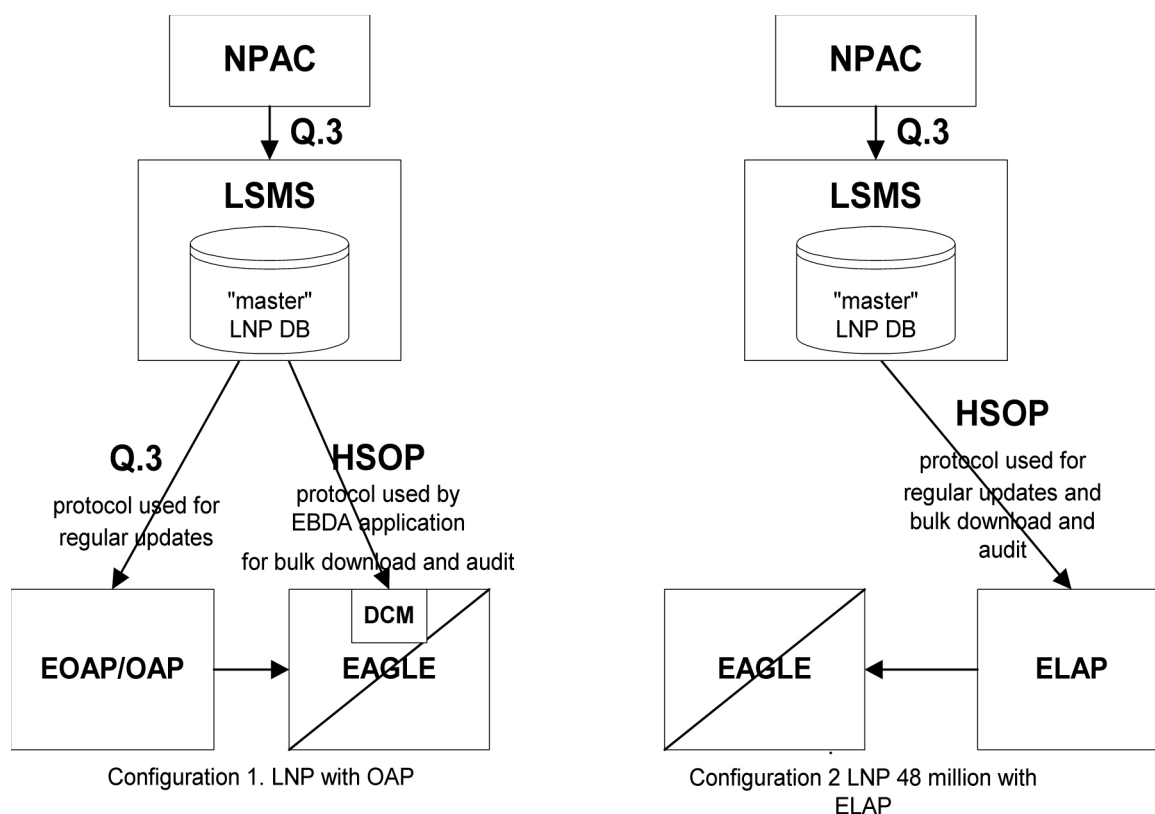 NPAC
Q.3
LSMS
"master"
LNP DB
Q.3
protocol used for
regular updates
HSOP
protocol used by
EBDA application
for bulk download and audit
EOAP/OAP
DCM
EAGLE
Configuration 1. LNP with OAP
NPAC
Q.3
LSMS
"master"
LNP DB
HSOP
protocol used for
regular updates and
bulk download and
audit
EAGLE
ELAP
Configuration 2 LNP 48 million with
ELAP